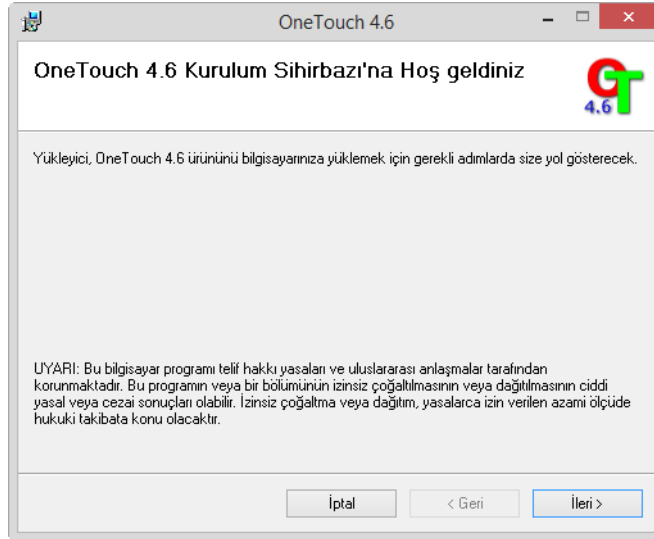 OneTouch 4.6
OneTouch 4.6 Kurulum Sihirbazı'na Hoş geldiniz
4.6
Yükleyici, OneTouch 4.6 ürününü bilgisayarınıza yüklemek için gerekli adımlarda size yol gösterecek.
UYARI: Bu bilgisayar programı telif hakkı yasaları ve uluslararası anlaşmalar tarafından
korunmaktadır. Bu programın veya bir bölümünün izinsiz çoğaltılmasının veya dağıtılmasının ciddi
yasal veya cezai sonuçları olabilir. İzinsiz çoğaltma veya dağıtım, yasalarca izin verilen azami ölçüde
hukuki takibata konu olacaktır.
İptal
< Geri
İleri >